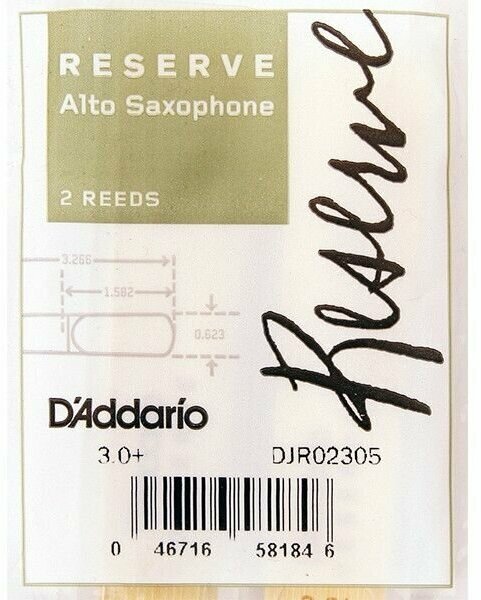 RESERVE
Alto Saxophone
2 REEDS
Reserve
3.266
1.582
0.623
D'Addario
3.0+ DJR02305
0 46716 58184 6